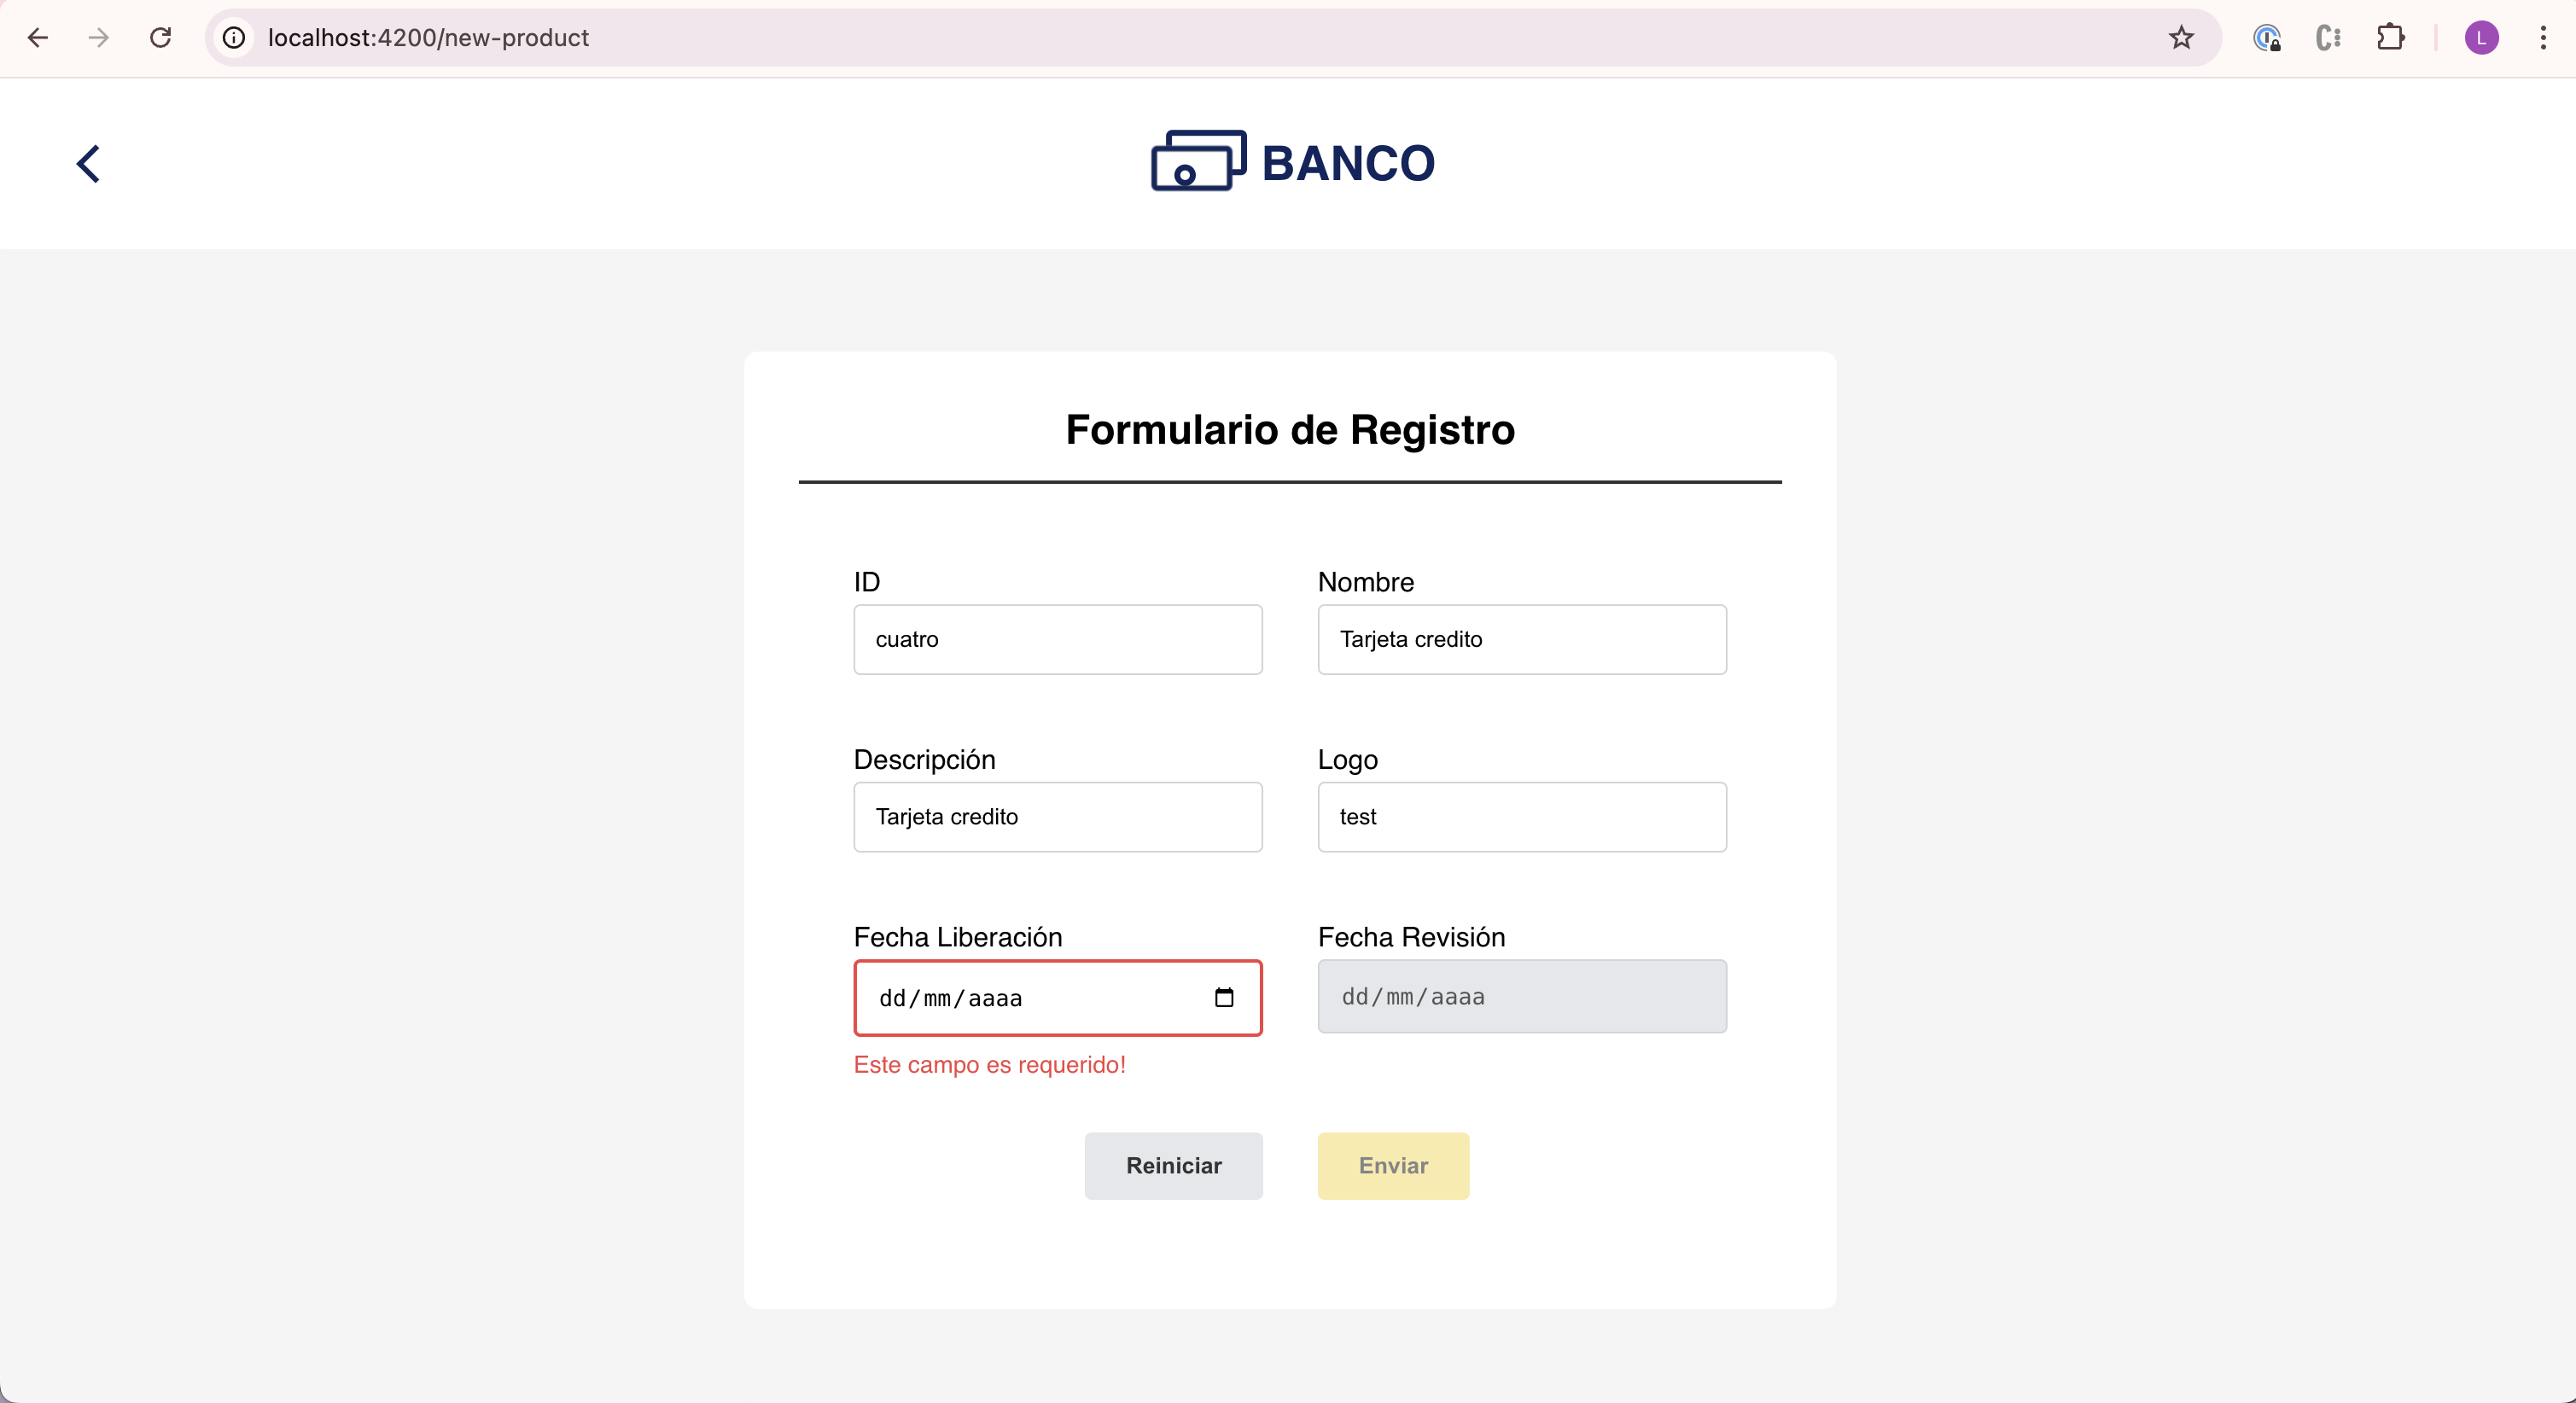 localhost:4200/new-product
L
BANCO
Formulario de Registro
ID
Nombre
cuatro
Tarjeta credito
Descripción
Logo
Tarjeta credito
test
Fecha Liberación
Fecha Revisión
dd/mm/aaaa
dd/mm/aaaa
Este campo es requerido!
Reiniciar
Enviar